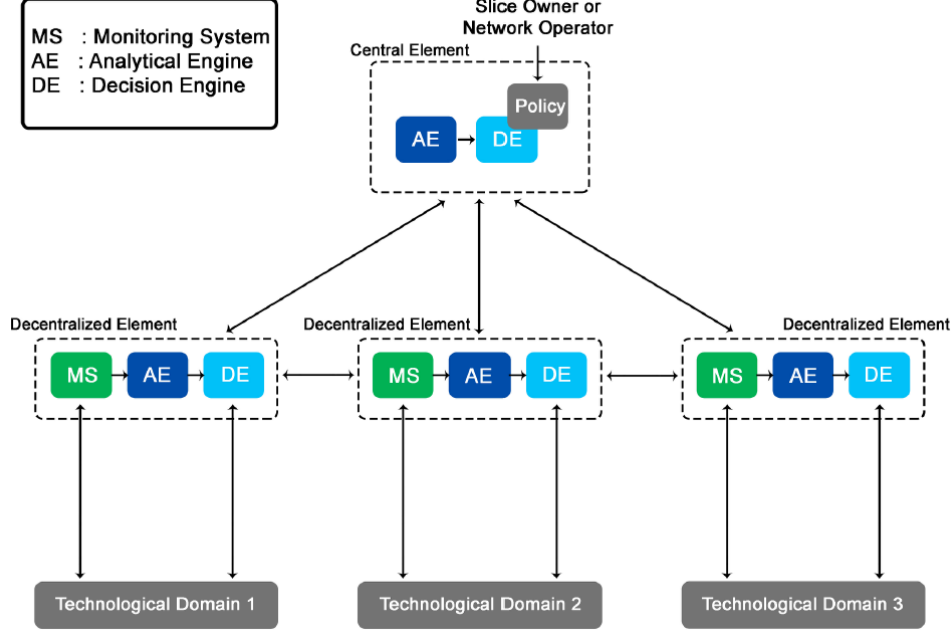 Slice Owner or
Network Operator
MS : Monitoring System
AE : Analytical Engine
DE : Decision Engine
Central Element
Policy
AE
DE
Decentralized Element
Decentralized Element
Decentralized Element
MS
AE
DE
MS
AE
DE
MS
AE
DE
Technological Domain 1
Technological Domain 2
Technological Domain 3